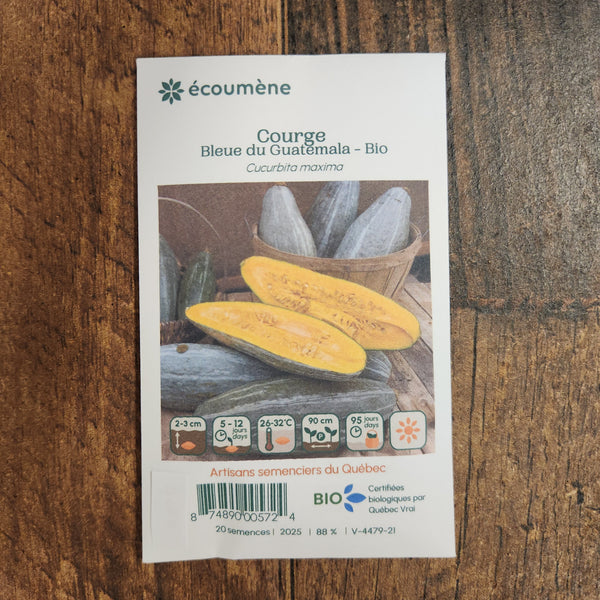 écoumène
Courge
Bleue du Guatemala - Bio
Cucurbita maxima
2-3 cm
5 - 12 jours days
26-32°C
90 cm
P
95 jours days
Artisans semenciers du Québec
8 74890 00572 4
BIO
Certifiées
biologiques par
Québec Vrai
20 semences | 2025 | 88 % | V-4479-21